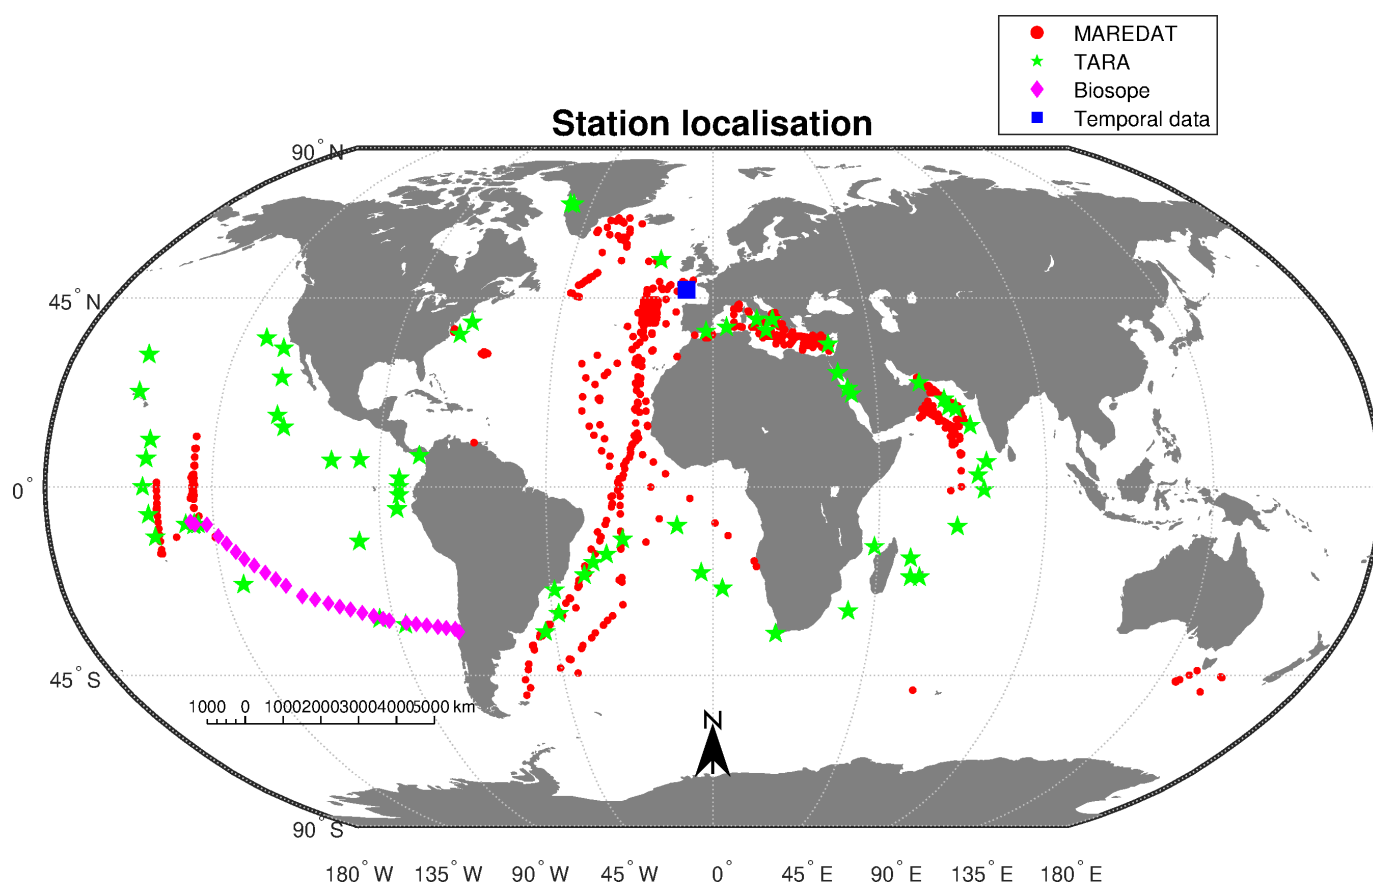 MAREDAT
TARA
Biosope
Temporal data
Station localisation
90° N
45° N
0°
45° S
1000 0 1000 2000 3000 4000 5000 km
N
90° S
180° W 135° W 90° W 45° W 0° 45° E 90° E 135° E 180° E